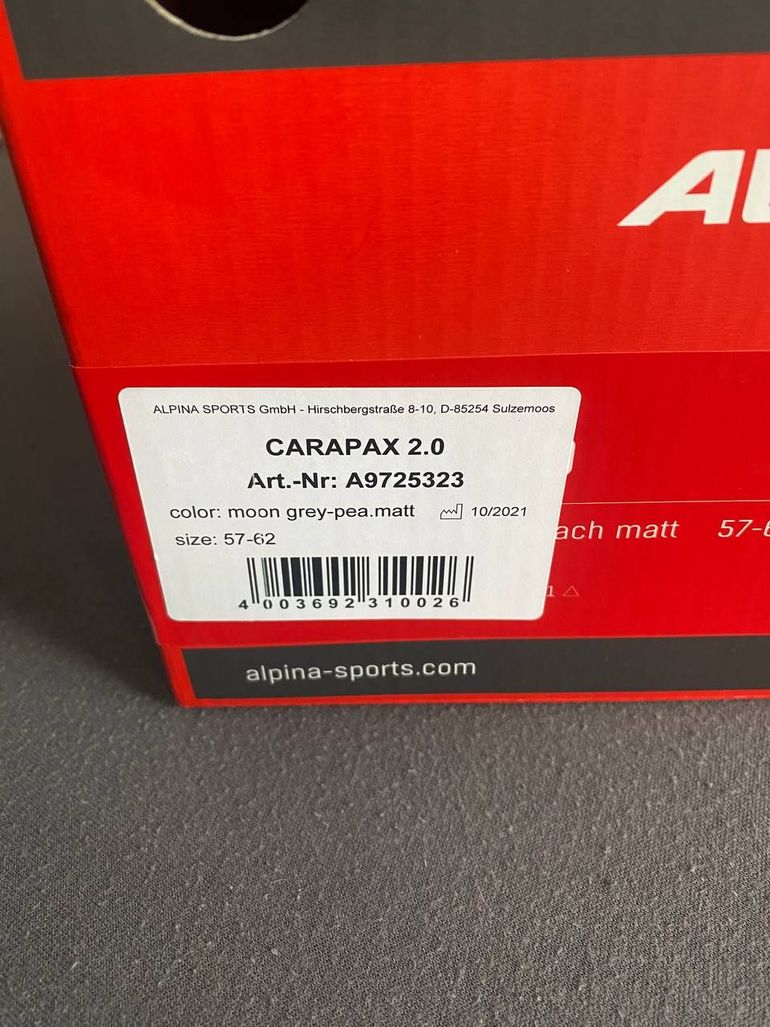 ALPINA SPORTS GmbH - Hirschbergstraße 8-10, D-85254 Sulzemoos
CARAPAX 2.0
Art.-Nr: A9725323
color: moon grey-pea.matt 10/2021
size: 57-62
matt
4 003692 310026
alpina-sports.com